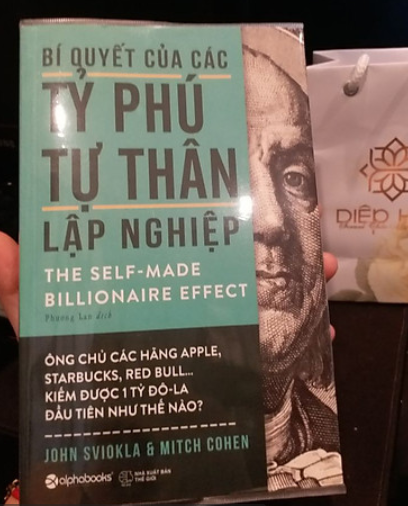 BÍ QUYẾT CỦA CÁC
TỶ PHÚ
TỰ THÂN
LẬP NGHIỆP
THE SELF-MADE
BILLIONAIRE EFFECT
Phương Lan dịch
ÔNG CHỦ CÁC HÃNG APPLE,
STARBUCKS, RED BULL...
KIẾM ĐƯỢC 1 TỶ ĐÔ-LA
ĐẦU TIÊN NHƯ THẾ NÀO?
JOHN SVIOKLA & MITCH COHEN
alphabooks
NHÀ XUẤT BẢN
THẾ GIỚI
DIỆP